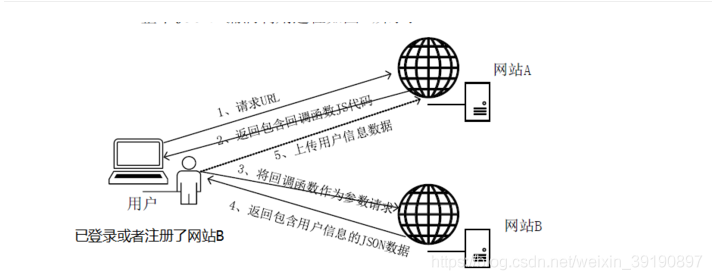 网站A
1、请求URL
2、返回包含回调函数JS代码
5、上传用户信息数据
3、将回调函数作为参数请求
4、返回包含用户信息的JSON数据
用户
网站B
已登录或者注册了网站B
https://blog.csdn.net/weixin_39190897